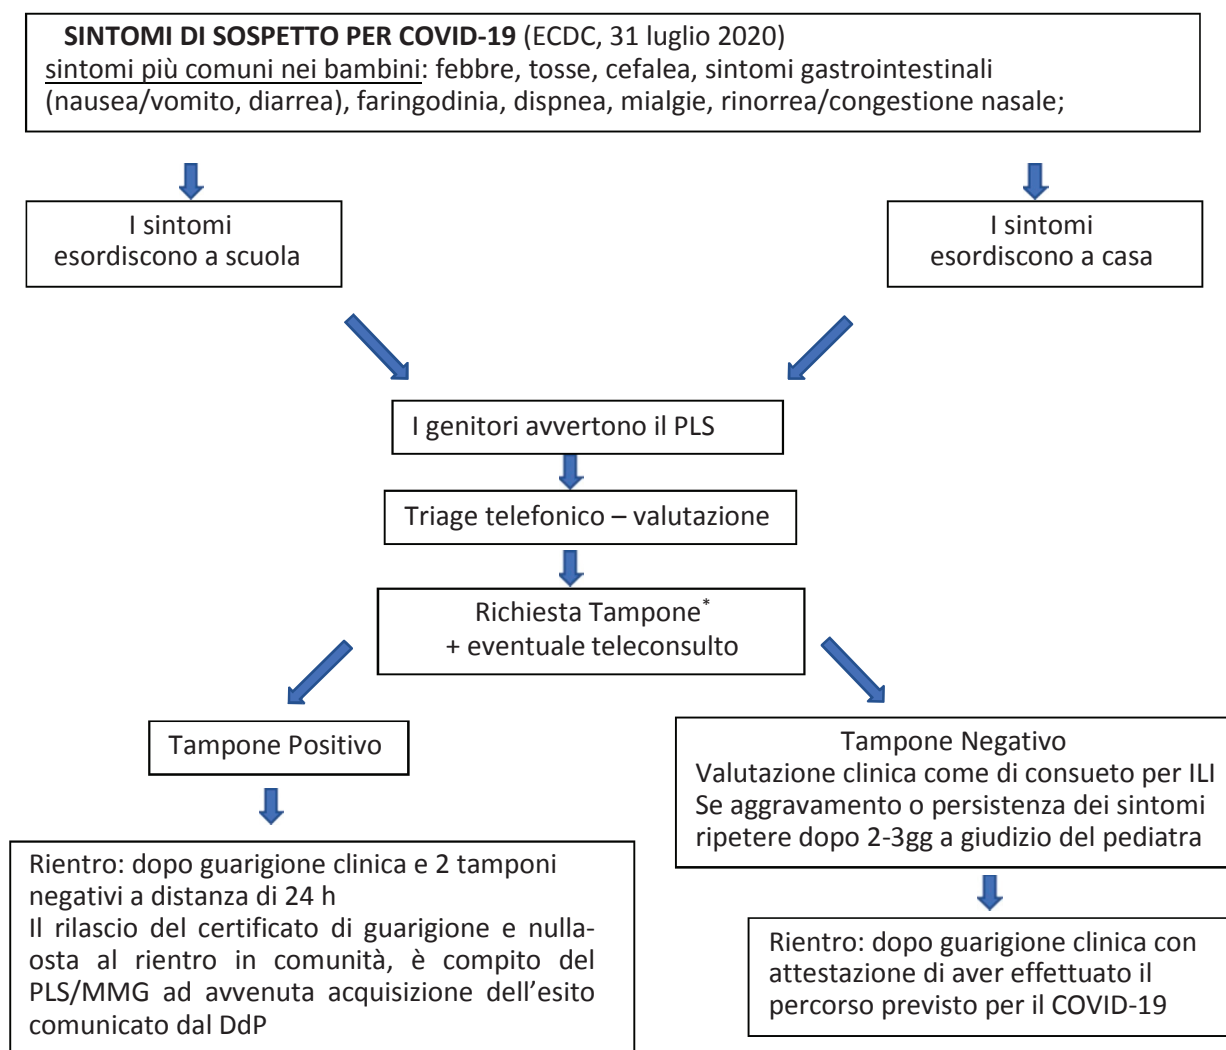 SINTOMI DI SOSPETTO PER COVID-19 (ECDC, 31 luglio 2020)
sintomi più comuni nei bambini: febbre, tosse, cefalea, sintomi gastrointestinali
(nausea/vomito, diarrea), faringodinia, dispnea, mialgie, rinorrea/congestione nasale;
I sintomi
esordiscono a scuola
I sintomi
esordiscono a casa
I genitori avvertono il PLS
Triage telefonico – valutazione
Richiesta Tampone*
+ eventuale teleconsulto
Tampone Positivo
Tampone Negativo
Valutazione clinica come di consueto per ILI
Se aggravamento o persistenza dei sintomi
ripetere dopo 2-3gg a giudizio del pediatra
Rientro: dopo guarigione clinica e 2 tamponi
negativi a distanza di 24 h
Il rilascio del certificato di guarigione e nulla-
osta al rientro in comunità, è compito del
PLS/MMG ad avvenuta acquisizione dell'esito
comunicato dal DdP
Rientro: dopo guarigione clinica con
attestazione di aver effettuato il
percorso previsto per il COVID-19